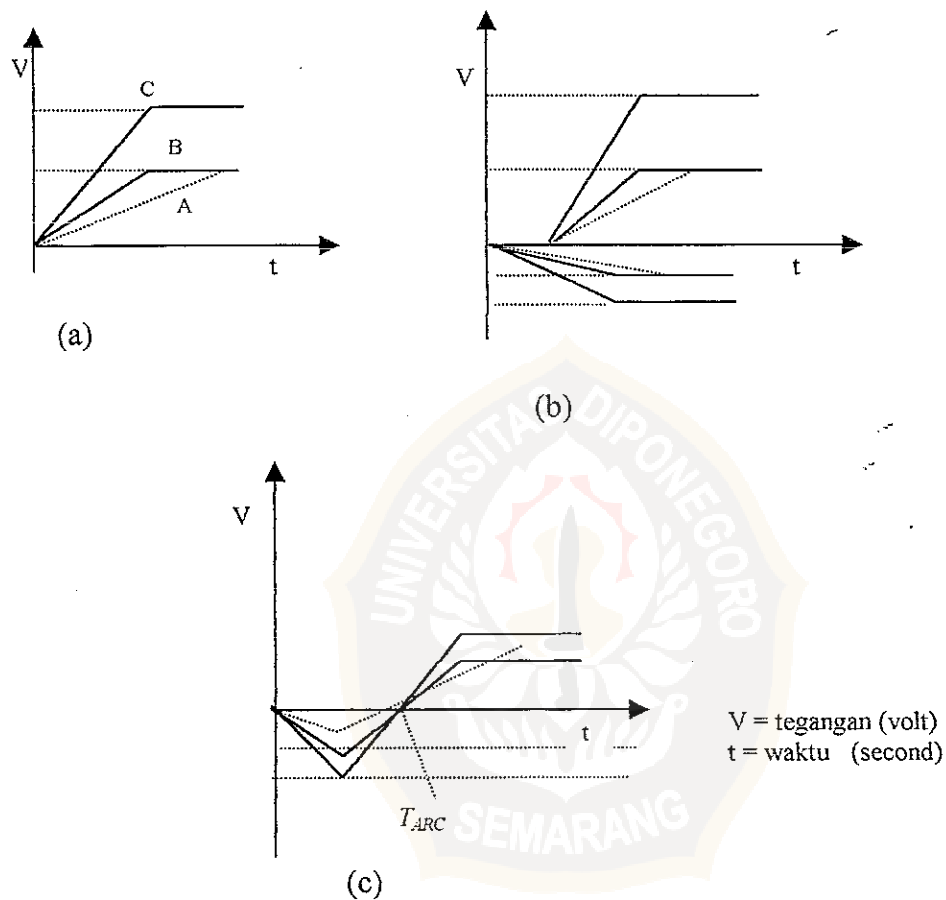 V
C
B
A
t
(a)
V
t
(b)
V
t
T_ARC
(c)
V = tegangan (volt)
t = waktu (second)
UNIVERSITAS DIPONEGORO
SEMARANG